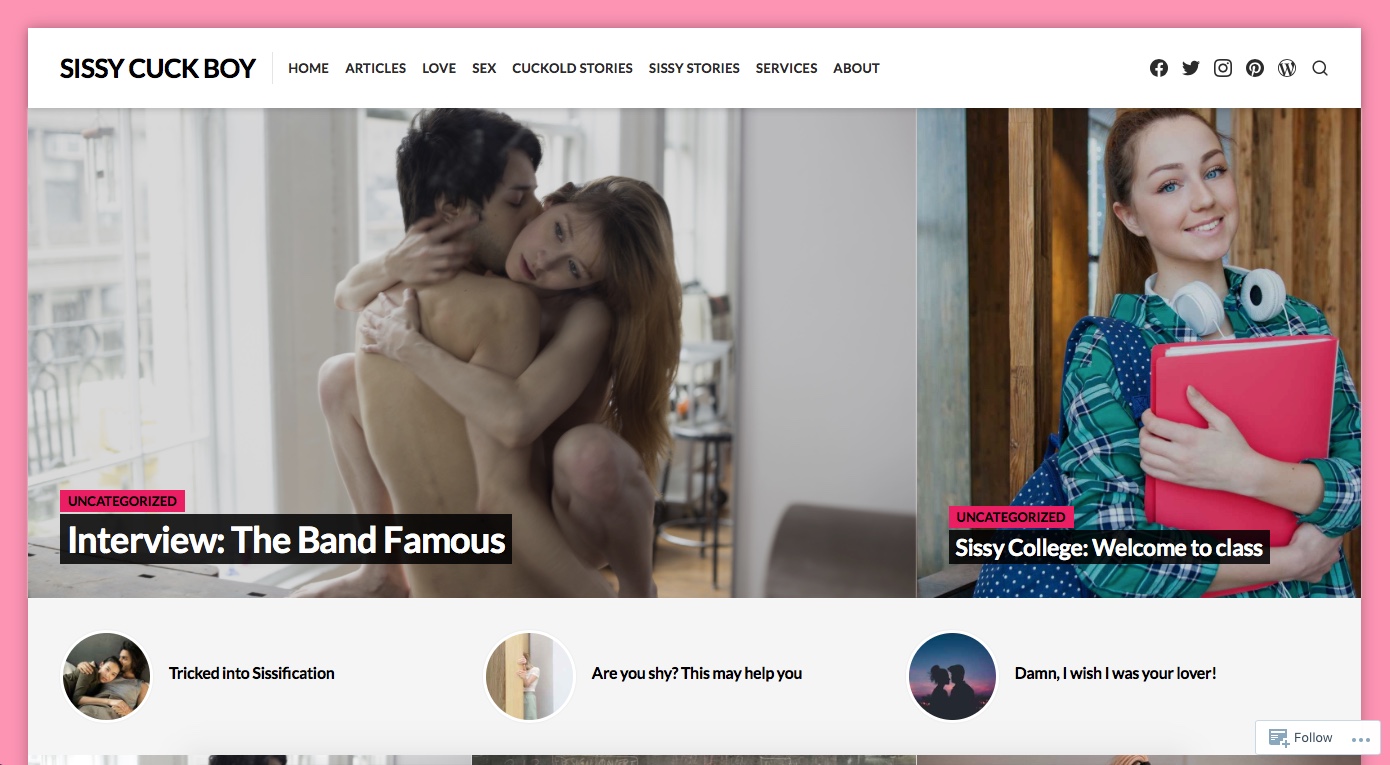 SISSY CUCK BOY
HOME ARTICLES LOVE SEX CUCKOLD STORIES SISSY STORIES SERVICES ABOUT
UNCATEGORIZED
Interview: The Band Famous
UNCATEGORIZED
Sissy College: Welcome to class
Tricked into Sissification
Are you shy? This may help you
Damn, I wish I was your lover!
Follow